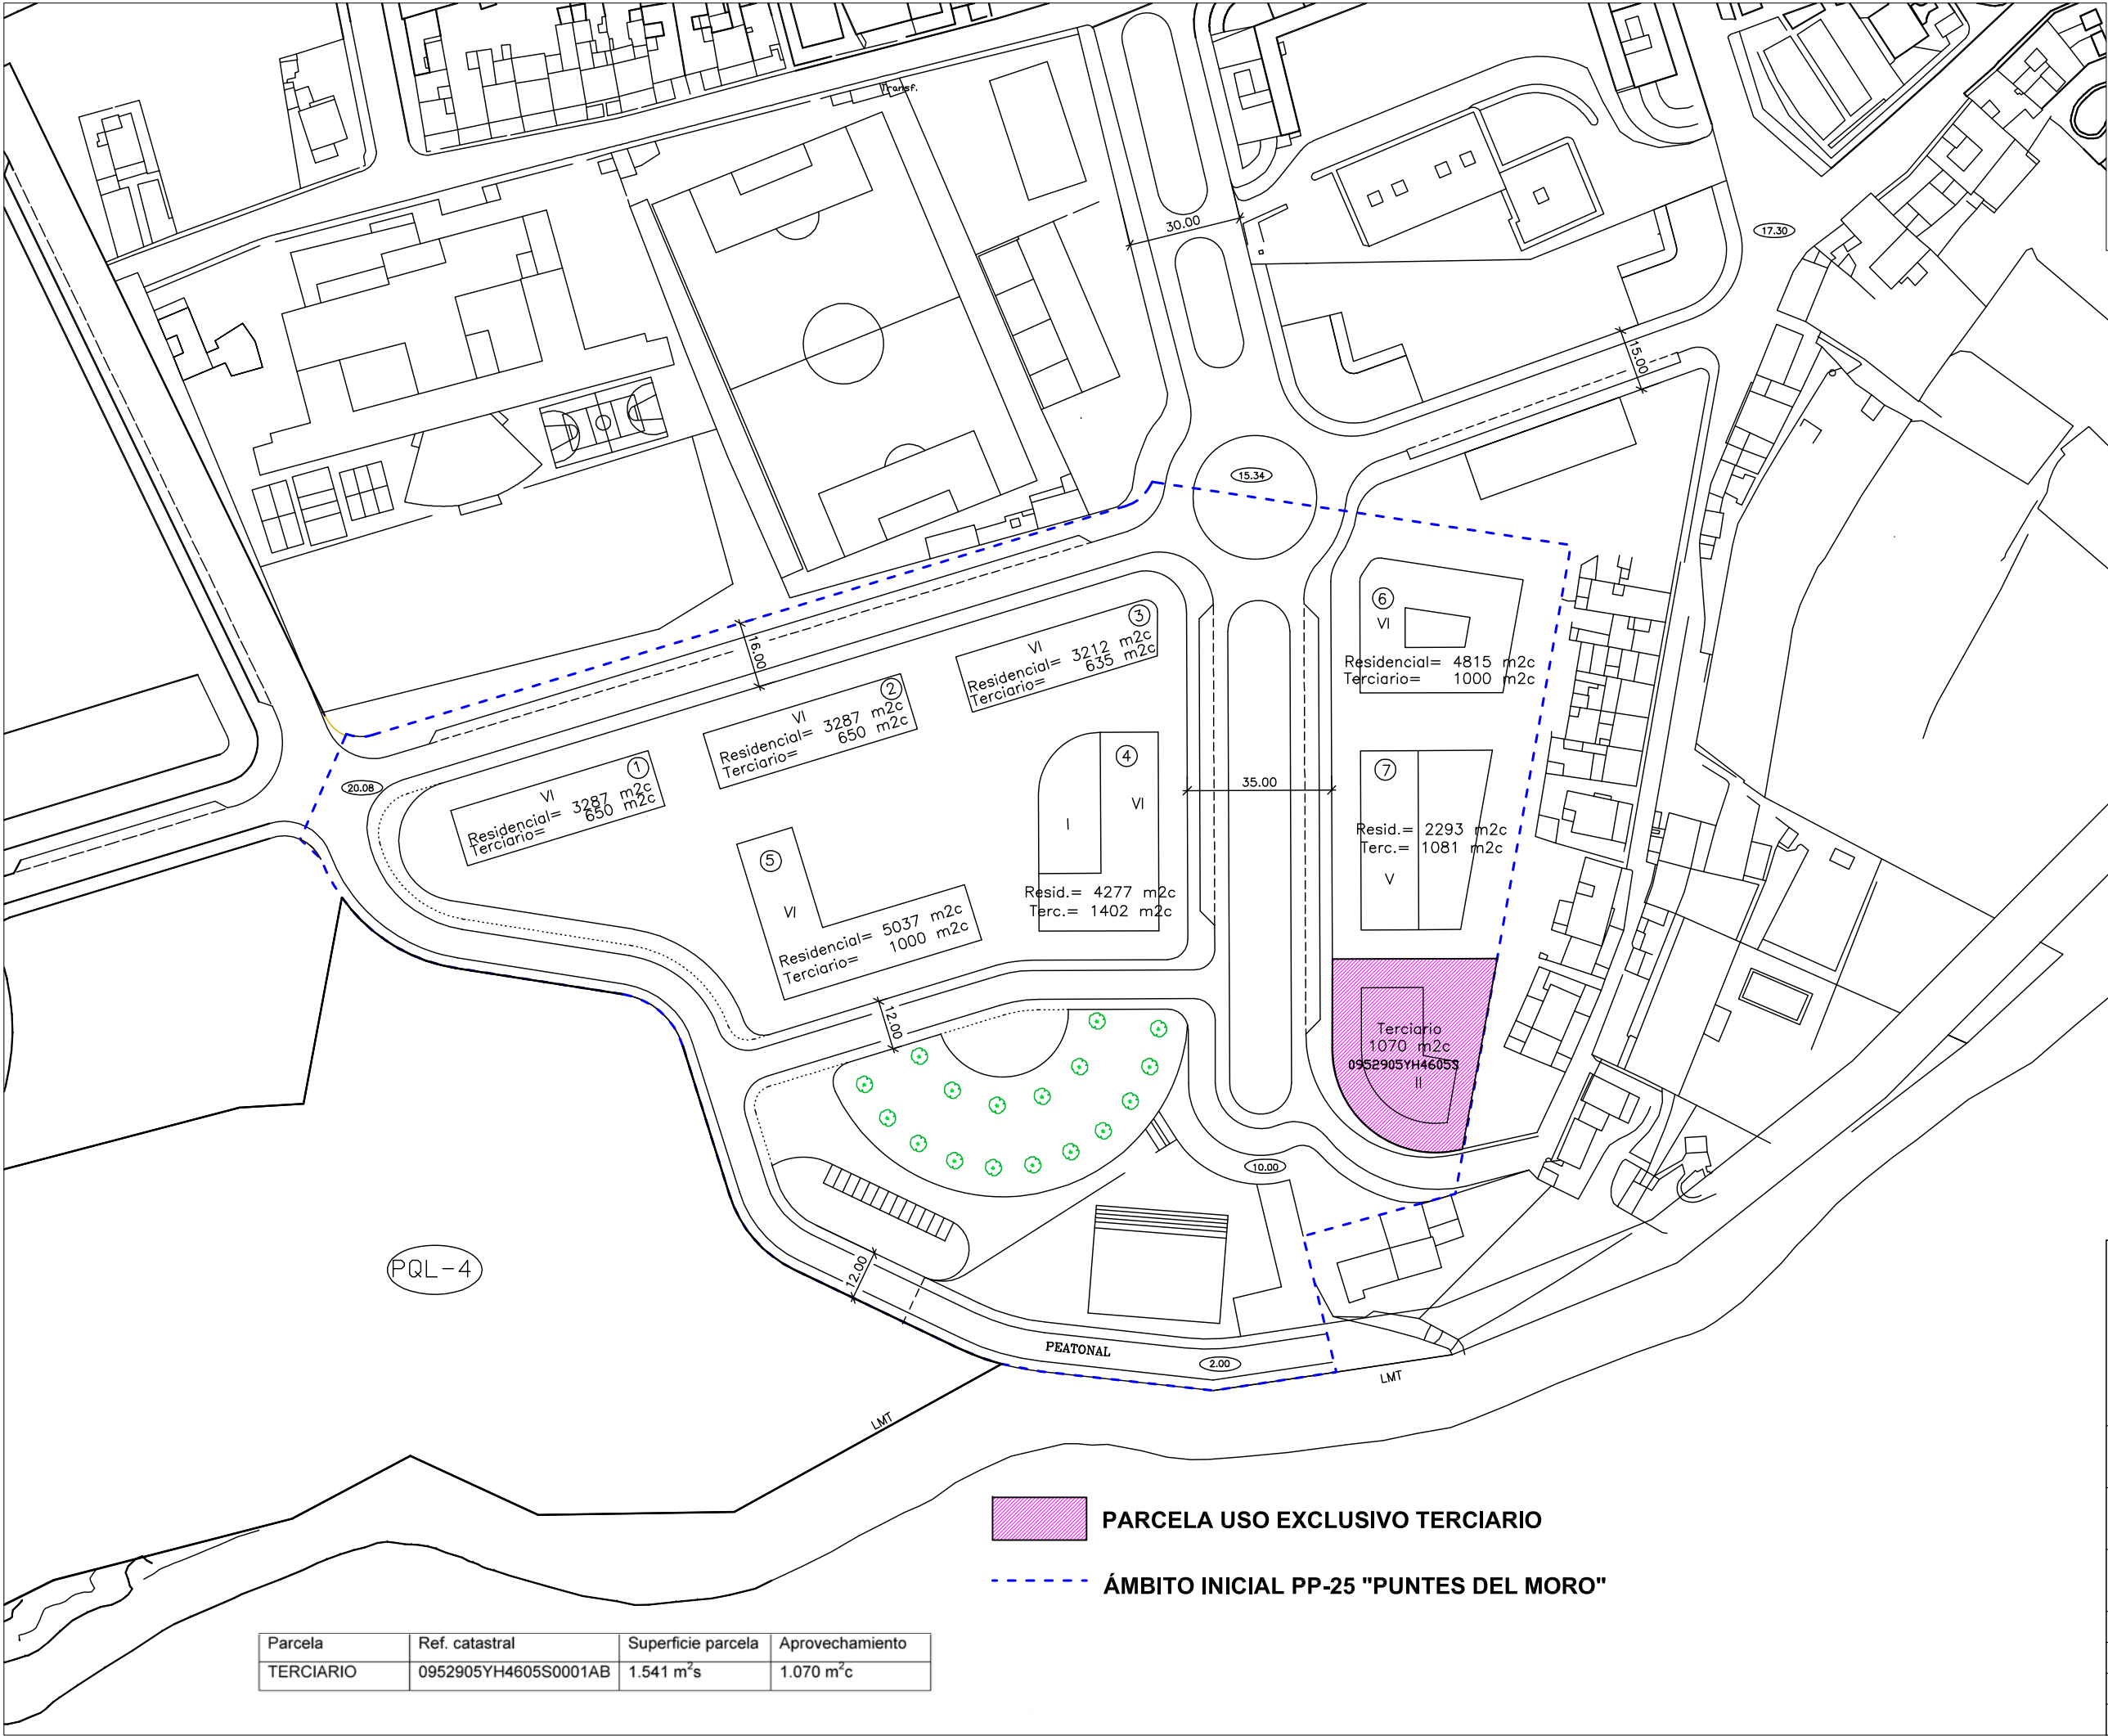 Transf.
30.00
17.30
15.00
15.34
16.00
3
VI
Residencial= 3212 m2c
Terciario= 635 m2c
6
VI
Residencial= 4815 m2c
Terciario= 1000 m2c
2
VI
Residencial= 3287 m2c
Terciario= 650 m2c
20.08
1
VI
Residencial= 3287 m2c
Terciario= 650 m2c
4
VI
I
Resid.= 4277 m2c
Terc.= 1402 m2c
35.00
7
Resid.= 2293 m2c
Terc.= 1081 m2c
V
5
VI
Residencial= 5037 m2c
Terciario= 1000 m2c
12.00
Terciario
1070 m2c
0952905YH4605S
II
10.00
PQL-4
12.00
PEATONAL
2.00
LMT
LMT
PARCELA USO EXCLUSIVO TERCIARIO
ÁMBITO INICIAL PP-25 "PUNTES DEL MORO"
Parcela Ref. catastral Superficie parcela Aprovechamiento
TERCIARIO 0952905YH4605S0001AB 1.541 m²s 1.070 m²c